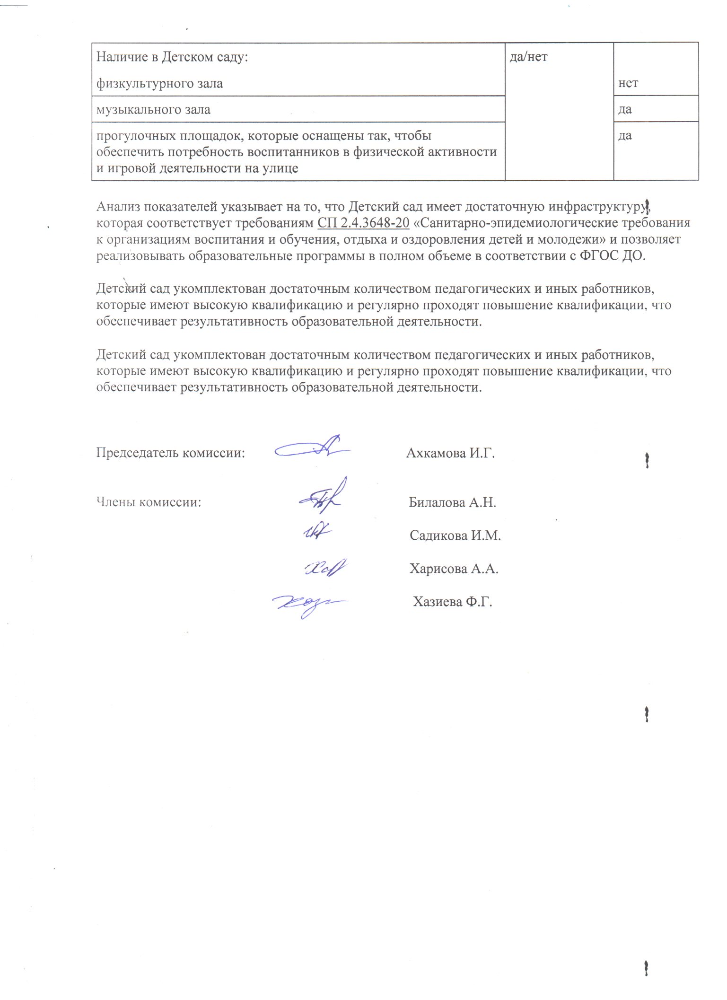 Наличие в Детском саду:
да/нет
физкультурного зала
нет
музыкального зала
да
прогулочных площадок, которые оснащены так, чтобы
да
обеспечить потребность воспитанников в физической активности
и игровой деятельности на улице
Анализ показателей указывает на то, что Детский сад имеет достаточную инфраструктуру,
которая соответствует требованиям СП 2.4.3648-20 «Санитарно-эпидемиологические требования
к организациям воспитания и обучения, отдыха и оздоровления детей и молодежи» и позволяет
реализовывать образовательные программы в полном объеме в соответствии с ФГОС ДО.
Детский сад укомплектован достаточным количеством педагогических и иных работников,
которые имеют высокую квалификацию и регулярно проходят повышение квалификации, что
обеспечивает результативность образовательной деятельности.
Детский сад укомплектован достаточным количеством педагогических и иных работников,
которые имеют высокую квалификацию и регулярно проходят повышение квалификации, что
обеспечивает результативность образовательной деятельности.
Председатель комиссии: Ахкамова И.Г.
Члены комиссии: Билалова А.Н.
Садикова И.М.
Харисова А.А.
Хазиева Ф.Г.